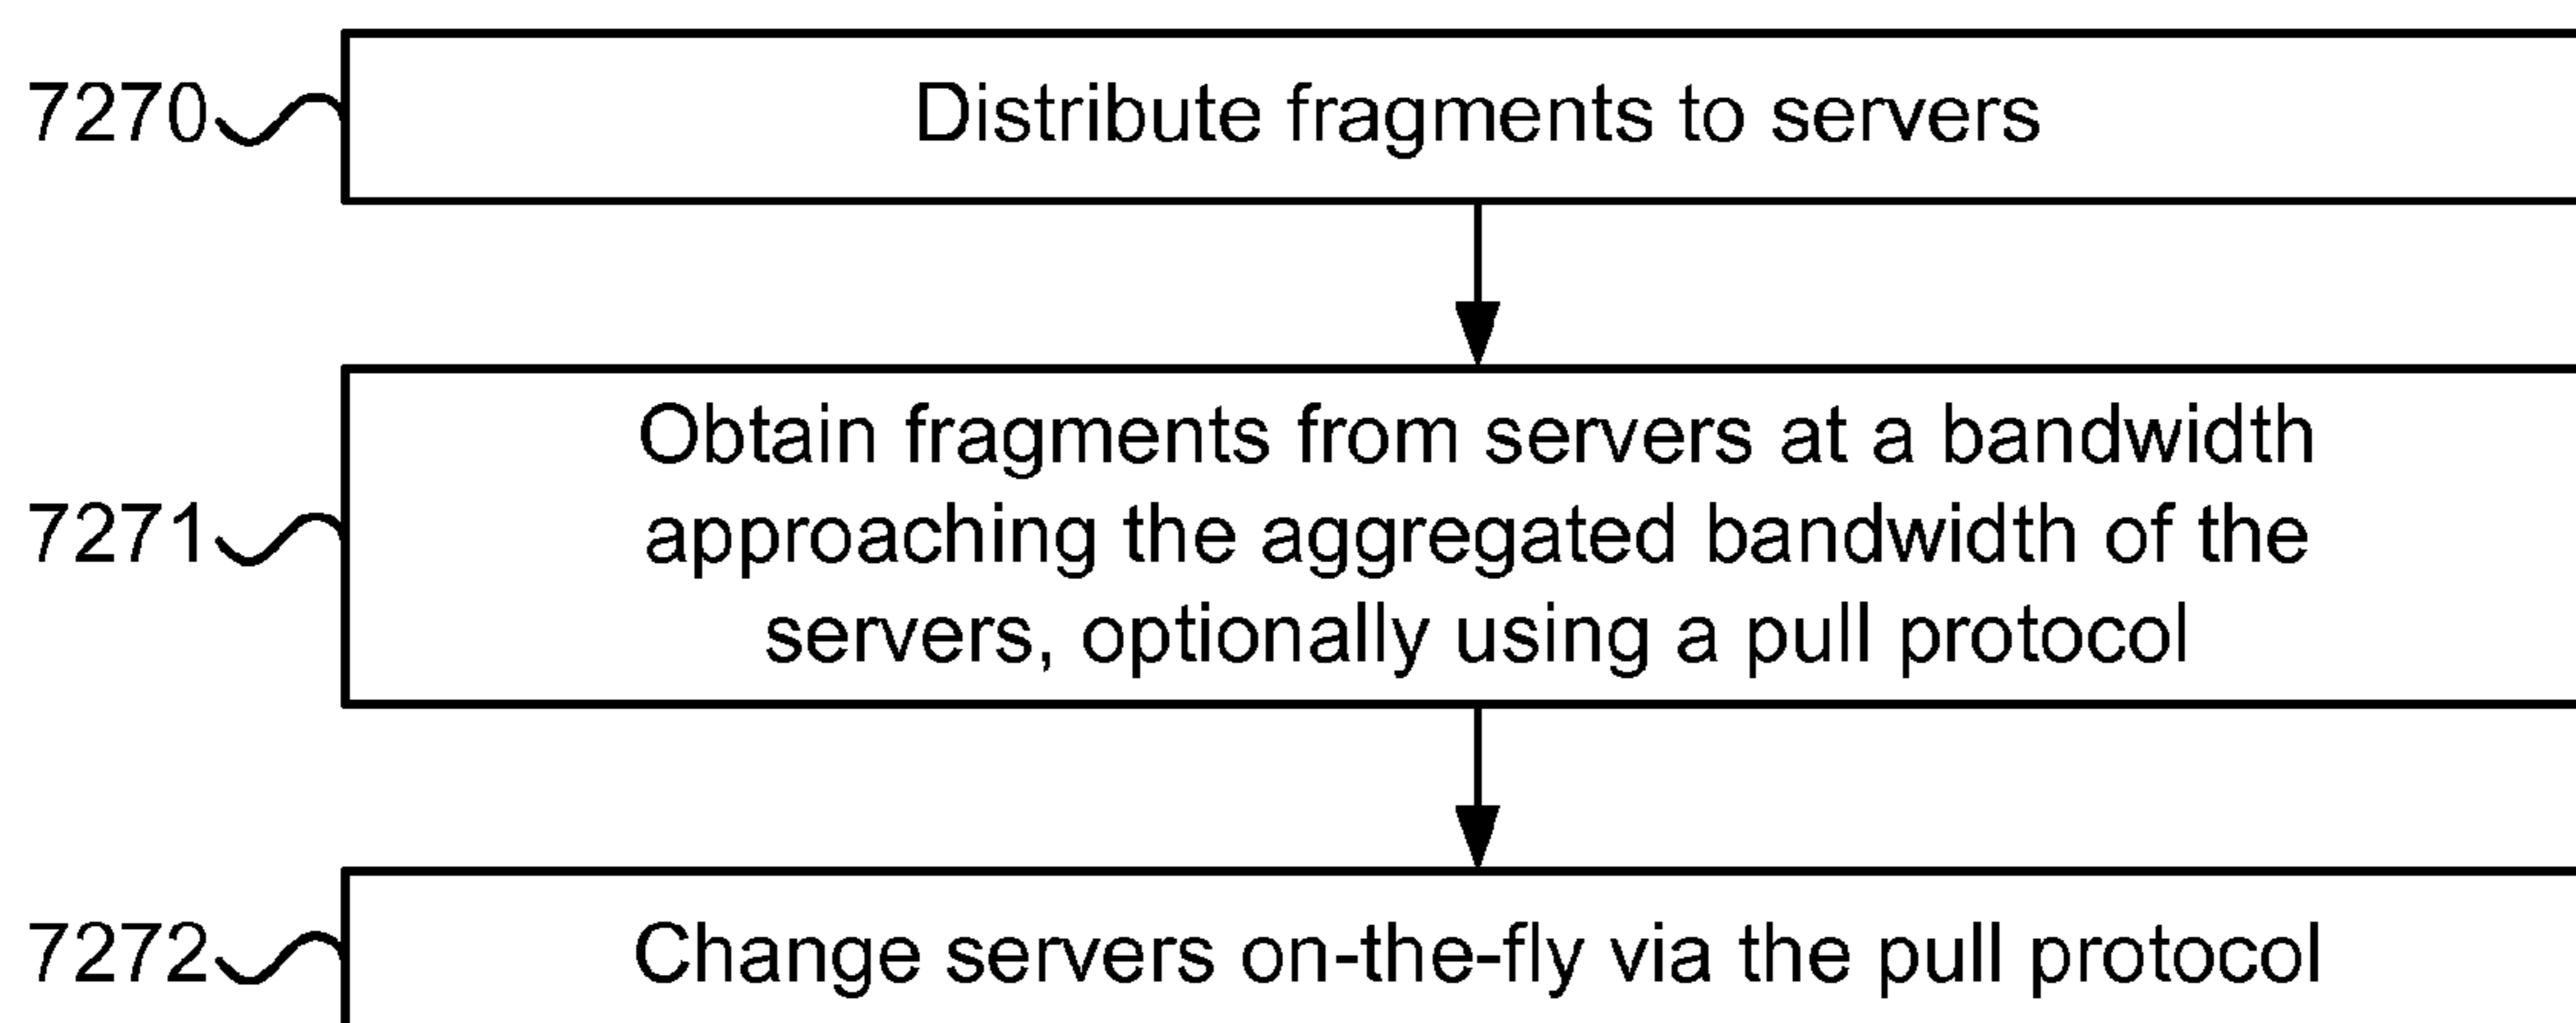 7270 Distribute fragments to servers
Obtain fragments from servers at a bandwidth
7271 approaching the aggregated bandwidth of the
servers, optionally using a pull protocol
7272 Change servers on-the-fly via the pull protocol